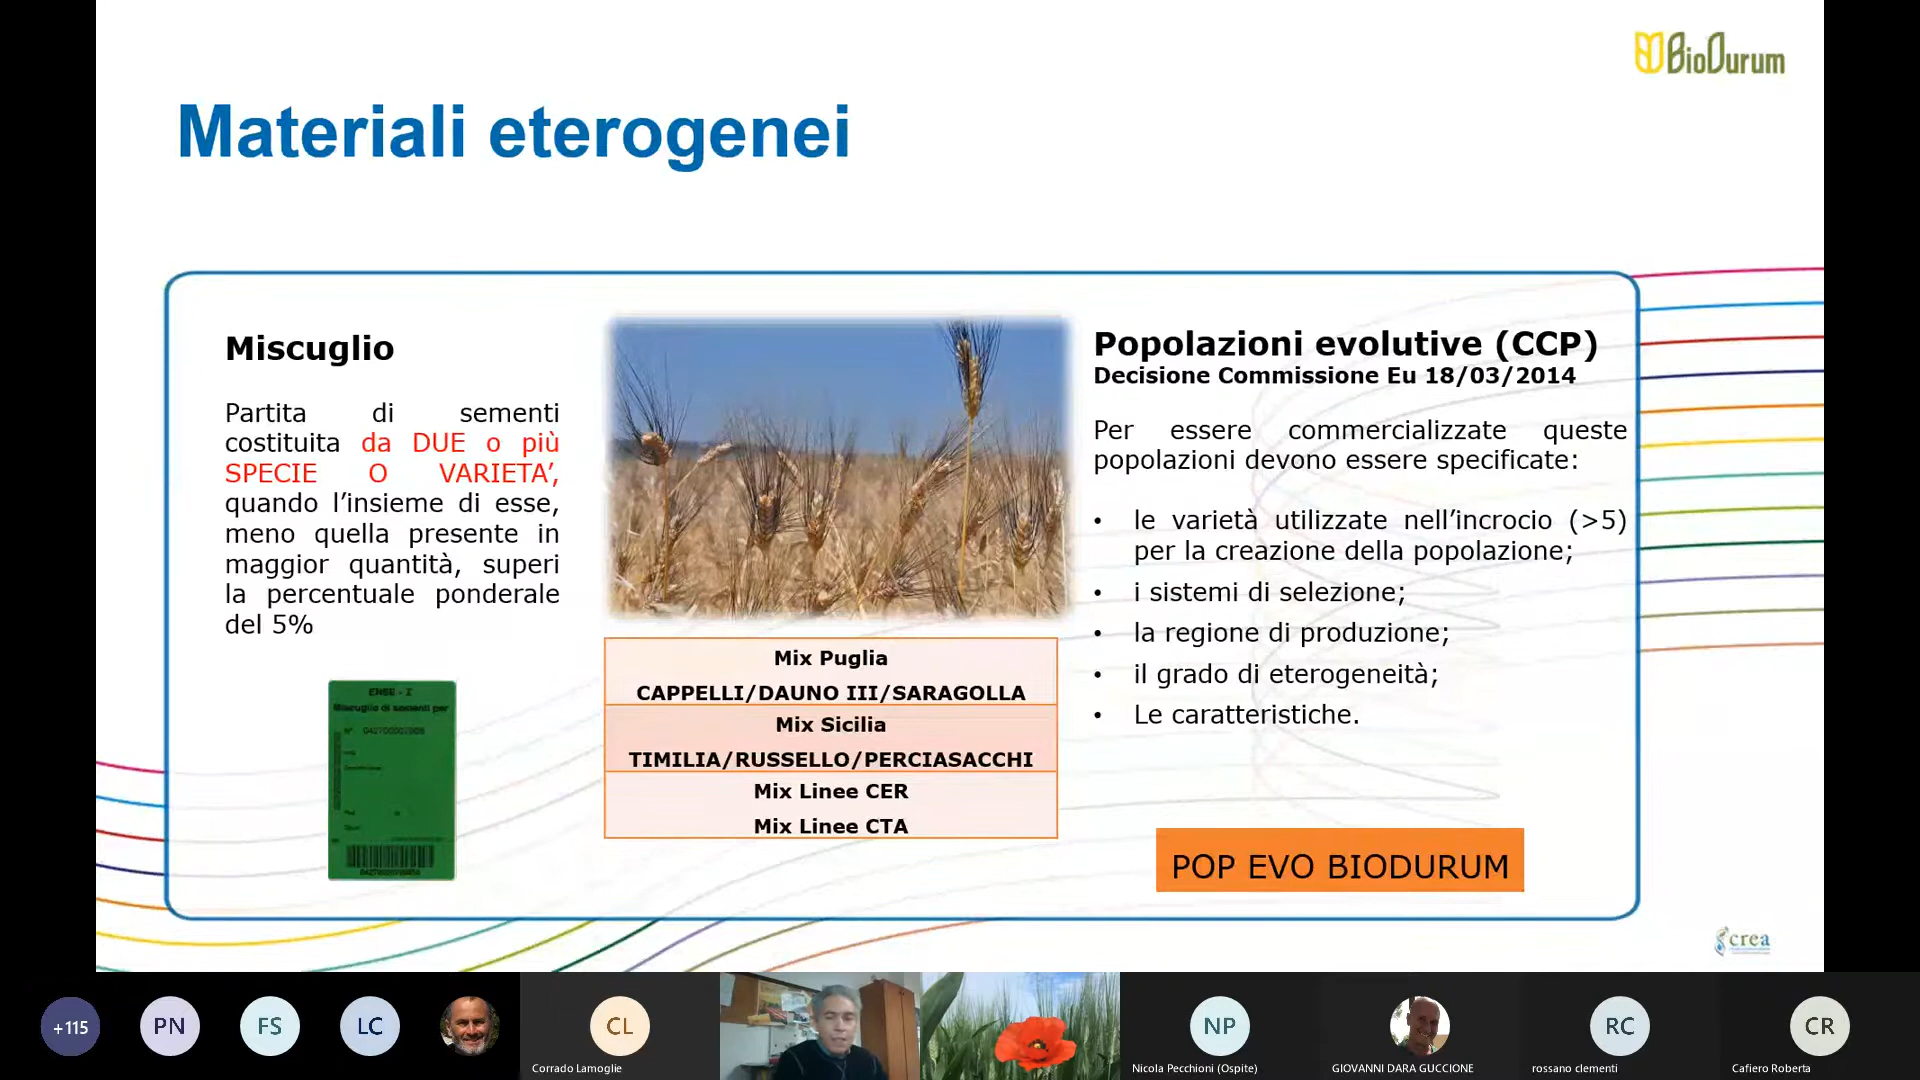 BioDurum
Materiali eterogenei
Miscuglio
Partita di sementi
costituita da DUE o più
SPECIE O VARIETA’,
quando l’insieme di esse,
meno quella presente in
maggior quantità, superi
la percentuale ponderale
del 5%
ENSE - I
Miscuglio di sementi per
Mix Puglia
CAPPELLI/DAUNO III/SARAGOLLA
Mix Sicilia
TIMILIA/RUSSELLO/PERCIASACCHI
Mix Linee CER
Mix Linee CTA
Popolazioni evolutive (CCP)
Decisione Commissione Eu 18/03/2014
Per essere commercializzate queste
popolazioni devono essere specificate:
• le varietà utilizzate nell’incrocio (>5)
per la creazione della popolazione;
• i sistemi di selezione;
• la regione di produzione;
• il grado di eterogeneità;
• Le caratteristiche.
POP EVO BIODURUM
crea
+115
PN
FS
LC
CL
Corrado Lamoglie
NP
Nicola Pecchioni (Ospite)
GIOVANNI DARA GUCCIONE
RC
rossano clementi
CR
Cafiero Roberta